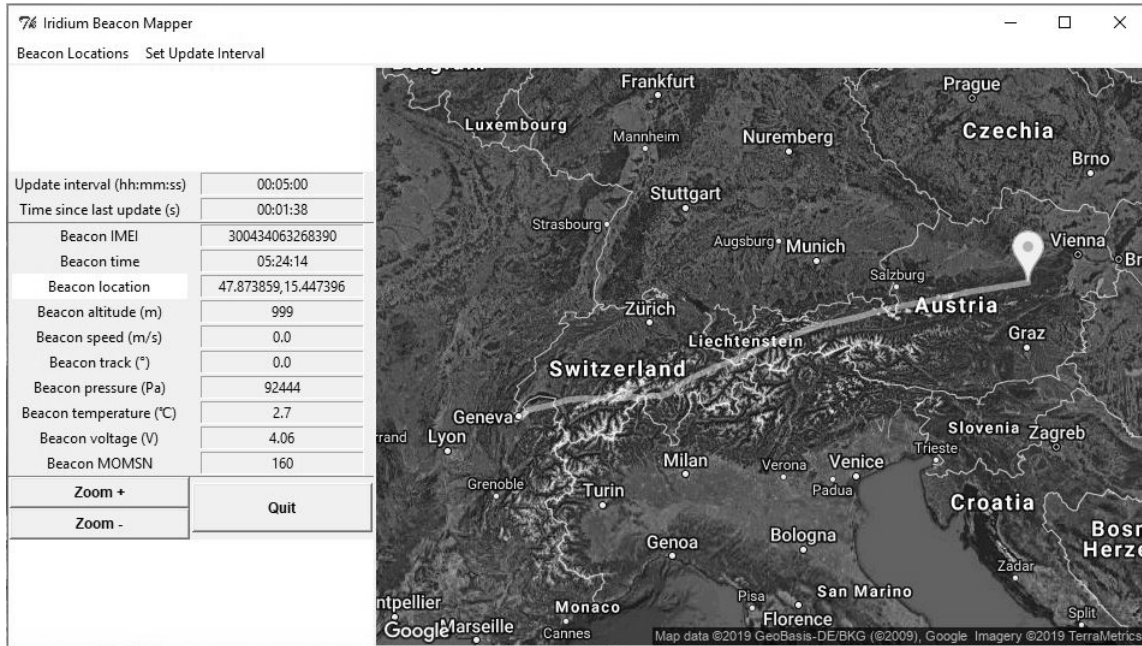 Iridium Beacon Mapper
Beacon Locations Set Update Interval
Update interval (hh:mm:ss) 00:05:00
Time since last update (s) 00:01:38
Beacon IMEI 300434063268390
Beacon time 05:24:14
Beacon location 47.873859,15.447396
Beacon altitude (m) 999
Beacon speed (m/s) 0.0
Beacon track (°) 0.0
Beacon pressure (Pa) 92444
Beacon temperature (℃) 2.7
Beacon voltage (V) 4.06
Beacon MOMSN 160
Zoom +
Zoom -
Quit
Frankfurt
Prague
Luxembourg
Mannheim
Nuremberg
Czechia
Brno
Stuttgart
Strasbourg
Augsburg
Munich
Vienna
Salzburg
Zürich
Austria
Liechtenstein
Graz
Switzerland
Geneva
Lyon
Slovenia
Zagreb
Milan
Verona
Venice
Trieste
Grenoble
Turin
Padua
Croatia
Genoa
Bologna
Zadar
Pisa
San Marino
Monaco
Florence
Split
Google
Marseille
Cannes
Map data ©2019 GeoBasis-DE/BKG (©2009), Google Imagery ©2019 TerraMetrics